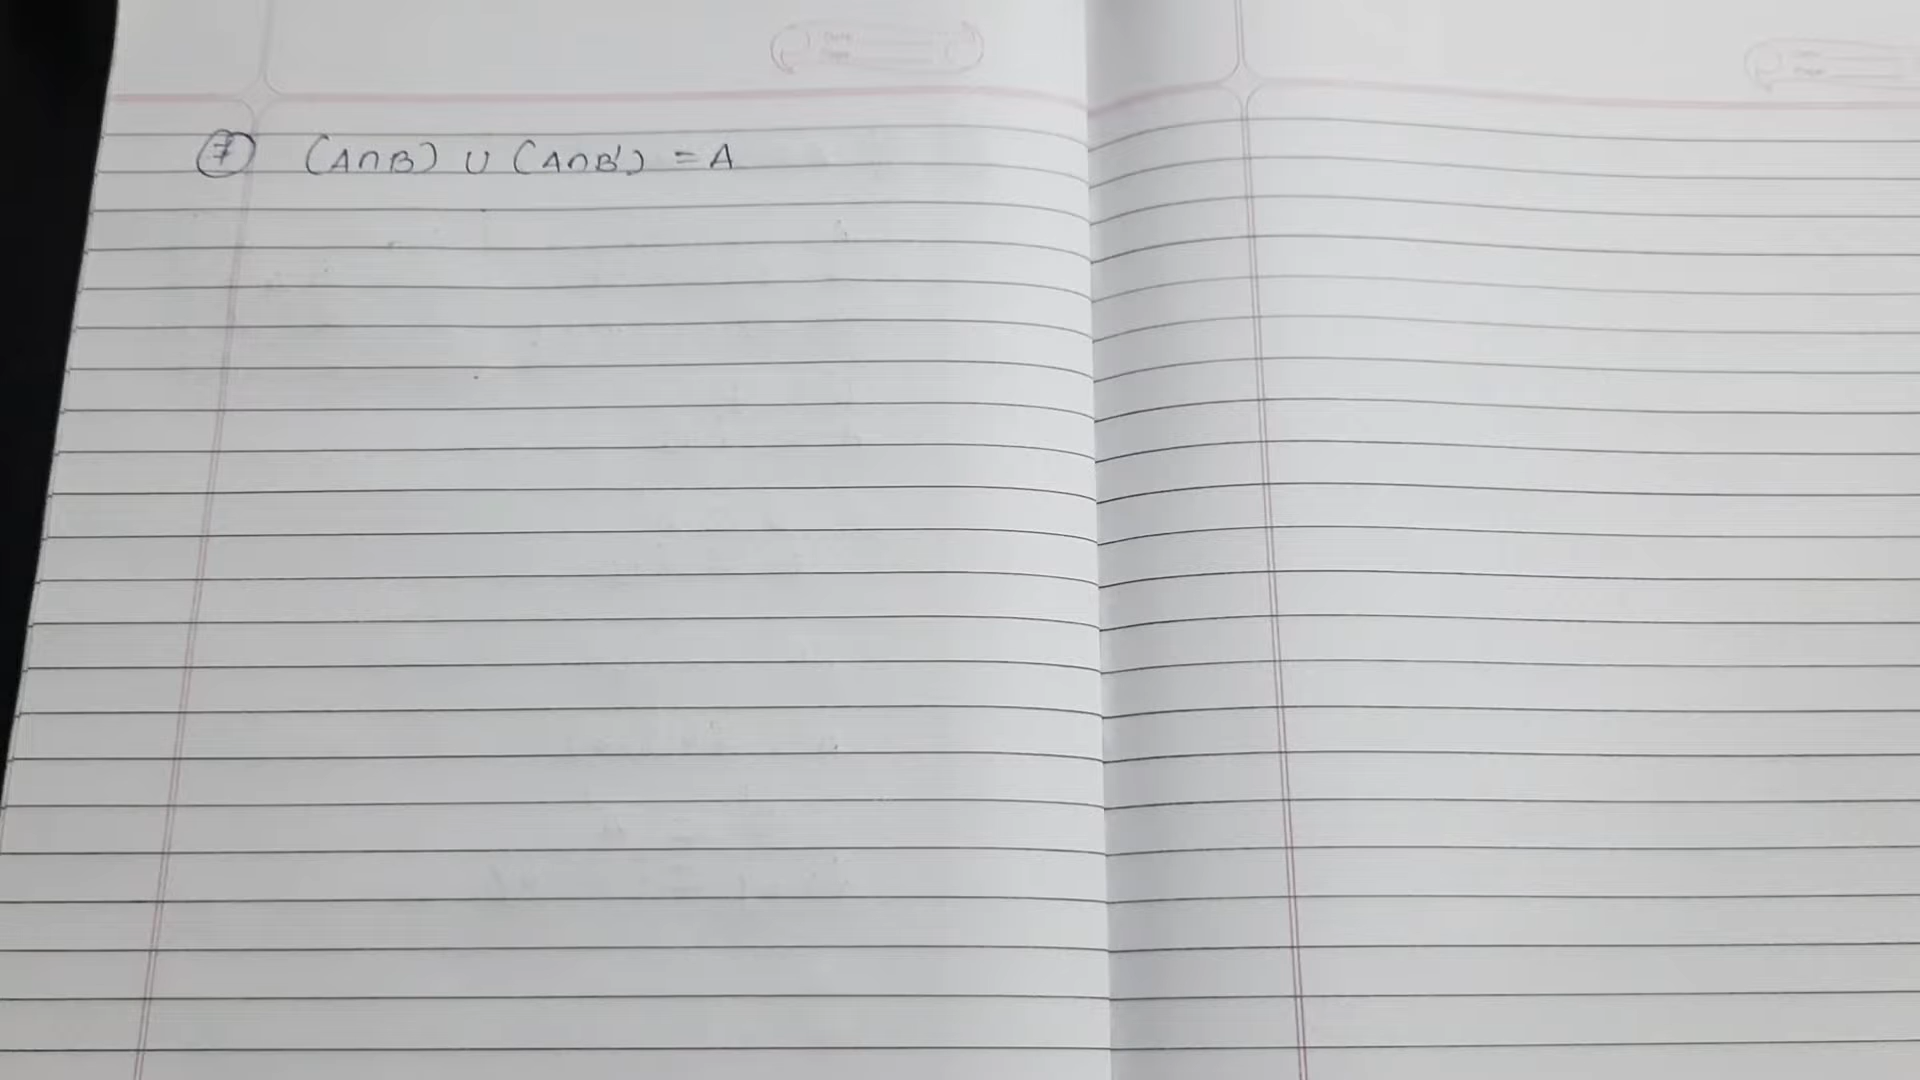 ⑦ (A∩B) ∪ (A∩B') = A